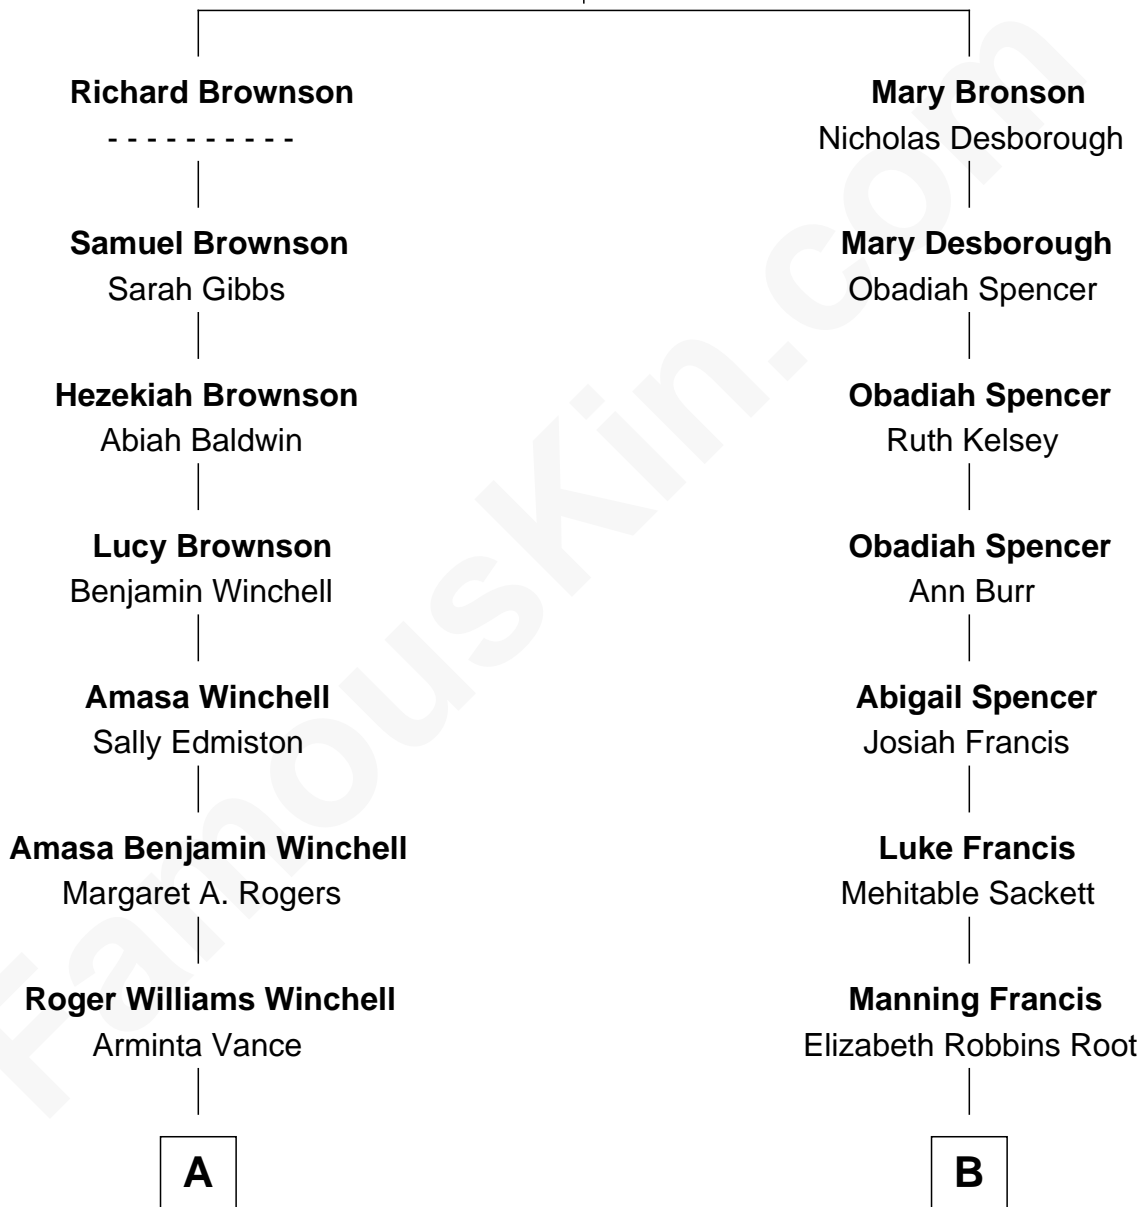 Richard Brownson
- - - - - - - - - -
Samuel Brownson
Sarah Gibbs
Hezekiah Brownson
Abiah Baldwin
Lucy Brownson
Benjamin Winchell
Amasa Winchell
Sally Edmiston
Amasa Benjamin Winchell
Margaret A. Rogers
Roger Williams Winchell
Arminta Vance
A
Mary Bronson
Nicholas Desborough
Mary Desborough
Obadiah Spencer
Obadiah Spencer
Ruth Kelsey
Obadiah Spencer
Ann Burr
Abigail Spencer
Josiah Francis
Luke Francis
Mehitable Sackett
Manning Francis
Elizabeth Robbins Root
B
FamousKin.com